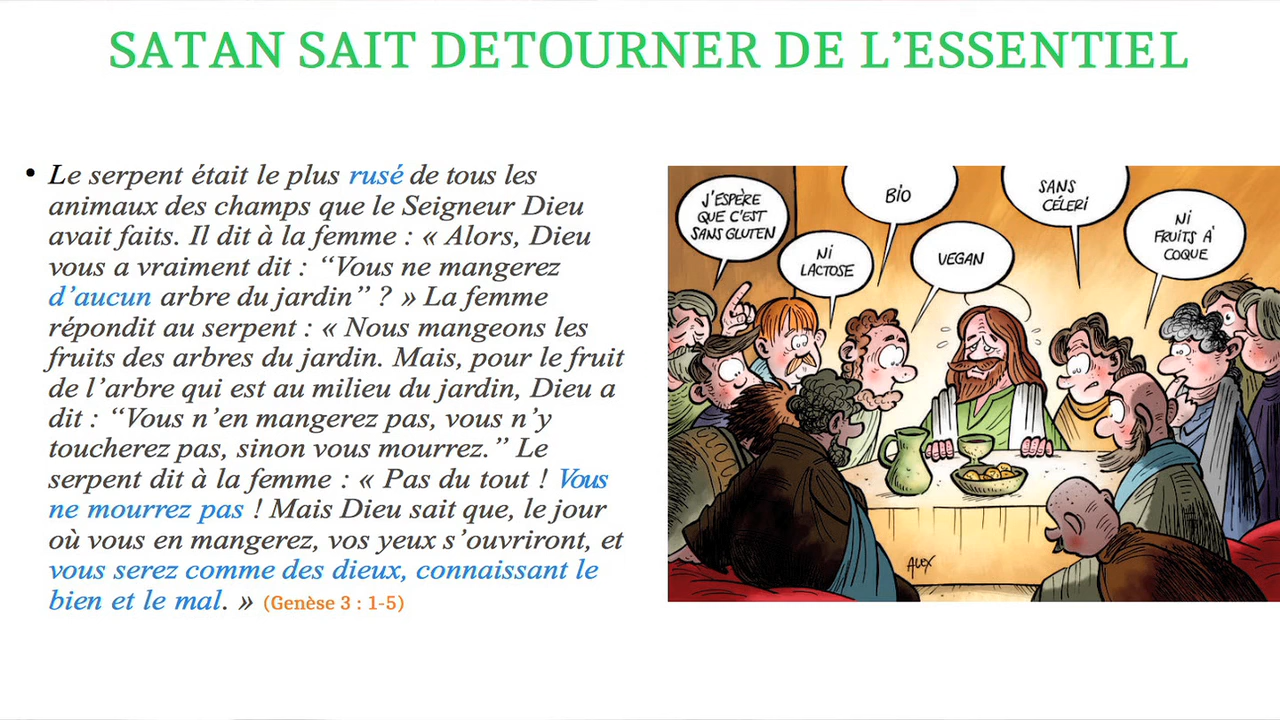 SATAN SAIT DETOURNER DE L’ESSENTIEL
• Le serpent était le plus rusé de tous les
animaux des champs que le Seigneur Dieu
avait faits. Il dit à la femme : « Alors, Dieu
vous a vraiment dit : “Vous ne mangerez
d’aucun arbre du jardin” ? » La femme
répondit au serpent : « Nous mangeons les
fruits des arbres du jardin. Mais, pour le fruit
de l’arbre qui est au milieu du jardin, Dieu a
dit : “Vous n’en mangerez pas, vous n’y
toucherez pas, sinon vous mourrez.” Le
serpent dit à la femme : « Pas du tout ! Vous
ne mourrez pas ! Mais Dieu sait que, le jour
où vous en mangerez, vos yeux s’ouvriront, et
vous serez comme des dieux, connaissant le
bien et le mal. » (Genèse 3 : 1-5)
J'ESPÈRE
QUE C'EST
SANS GLUTEN
NI
LACTOSE
BIO
VEGAN
SANS
CÉLERI
NI
FRUITS À
COQUE
ALEX